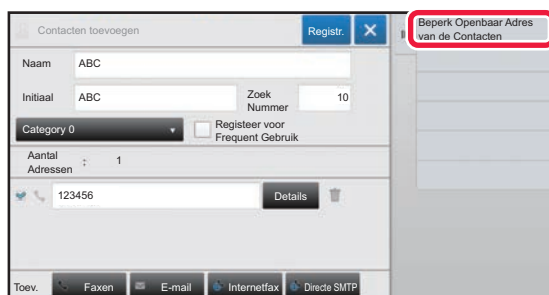 Contacten toevoegen
Registr.
Beperk Openbaar Adres
van de Contacten
Naam
ABC
Initiaal
ABC
Zoek
Nummer
10
Category 0
Registeer voor
Frequent Gebruik
Aantal
Adressen
:
1
123456
Details
Toev.
Faxen
E-mail
Internetfax
Directe SMTP